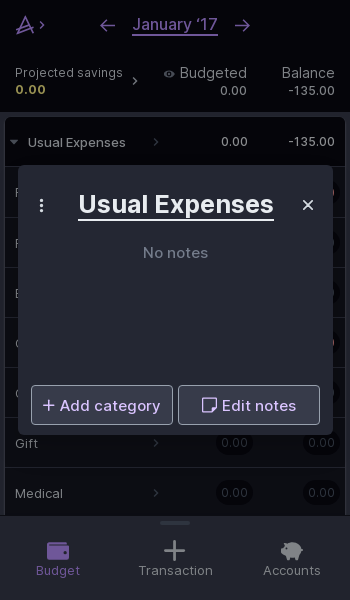 January ‘17
Projected savings
0.00
Budgeted
0.00
Balance
-135.00
Usual Expenses
0.00
-135.00
Usual Expenses
No notes
Add category
Edit notes
Gift
0.00
0.00
Medical
0.00
0.00
Budget
Transaction
Accounts